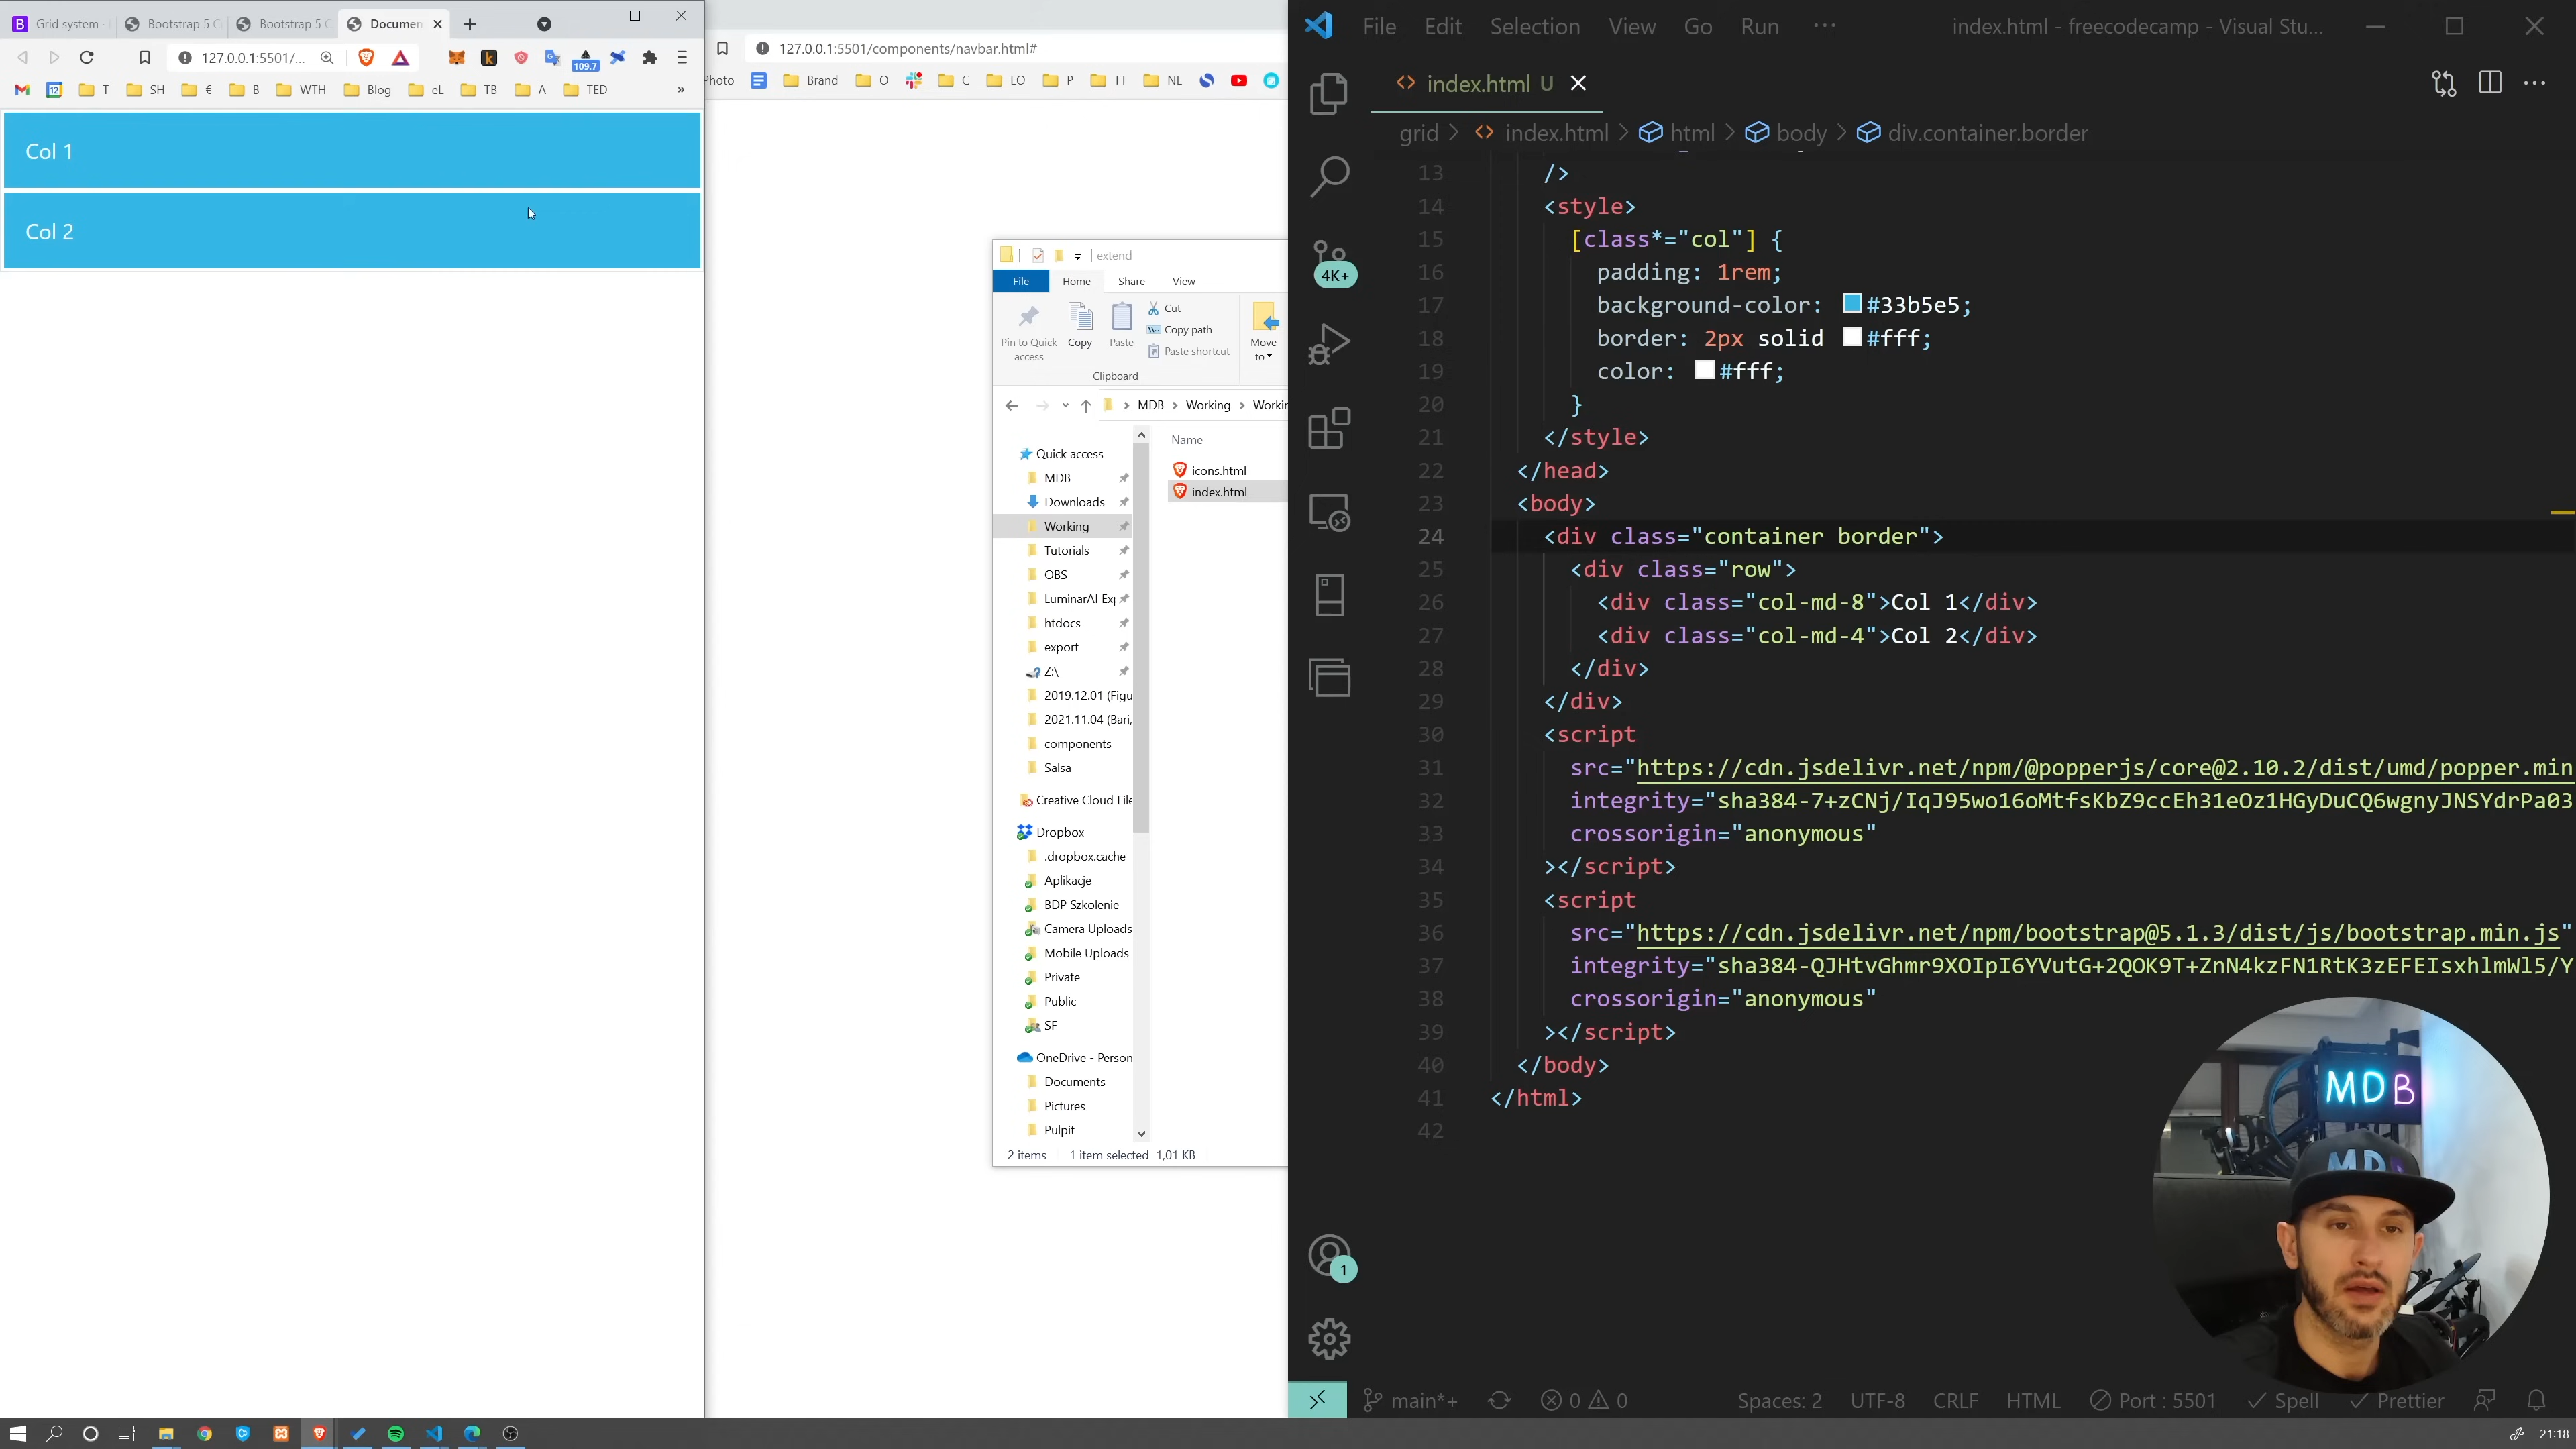 Grid system
Bootstrap 5 C
Bootstrap 5 C
Documen
127.0.0.1:5501/...
109.7
T
SH
€
B
WTH
Blog
eL
TB
A
TED
»
Col 1
Col 2
127.0.0.1:5501/components/navbar.html#
Photo
Brand
O
C
EO
P
TT
NL
extend
File
Home
Share
View
Pin to Quick access
Copy
Paste
Cut
Copy path
Paste shortcut
Move to
Clipboard
MDB
Working
Workin
Name
Quick access
MDB
Downloads
Working
Tutorials
OBS
LuminarAI Exp
htdocs
export
Z:\
2019.12.01 (Figu
2021.11.04 (Bari,
components
Salsa
Creative Cloud File
Dropbox
.dropbox.cache
Aplikacje
BDP Szkolenie
Camera Uploads
Mobile Uploads
Private
Public
SF
OneDrive - Person
Documents
Pictures
Pulpit
icons.html
index.html
2 items
1 item selected 1,01 KB
File Edit Selection View Go Run ···
index.html - freecodecamp - Visual Stu...
index.html U
grid > index.html > html > body > div.container.border
4K+
1
13 />
14 <style>
15 [class*="col"] {
16 padding: 1rem;
17 background-color: #33b5e5;
18 border: 2px solid #fff;
19 color: #fff;
20 }
21 </style>
22 </head>
23 <body>
24 <div class="container border">
25 <div class="row">
26 <div class="col-md-8">Col 1</div>
27 <div class="col-md-4">Col 2</div>
28 </div>
29 </div>
30 <script
31 src="https://cdn.jsdelivr.net/npm/@popperjs/core@2.10.2/dist/umd/popper.min
32 integrity="sha384-7+zCNj/IqJ95wo16oMtfsKbZ9ccEh31eOz1HGyDuCQ6wgnyJNSYdrPa03
33 crossorigin="anonymous"
34 ></script>
35 <script
36 src="https://cdn.jsdelivr.net/npm/bootstrap@5.1.3/dist/js/bootstrap.min.js"
37 integrity="sha384-QJHtvGhmr9XOIpI6YVutG+2QOK9T+ZnN4kzFN1RtK3zEFEIsxhlmWl5/Y
38 crossorigin="anonymous"
39 ></script>
40 </body>
41 </html>
42
MDB
MDB
main*+
0
0
Spaces: 2
UTF-8
CRLF
HTML
Port : 5501
Spell
Prettier
21:18